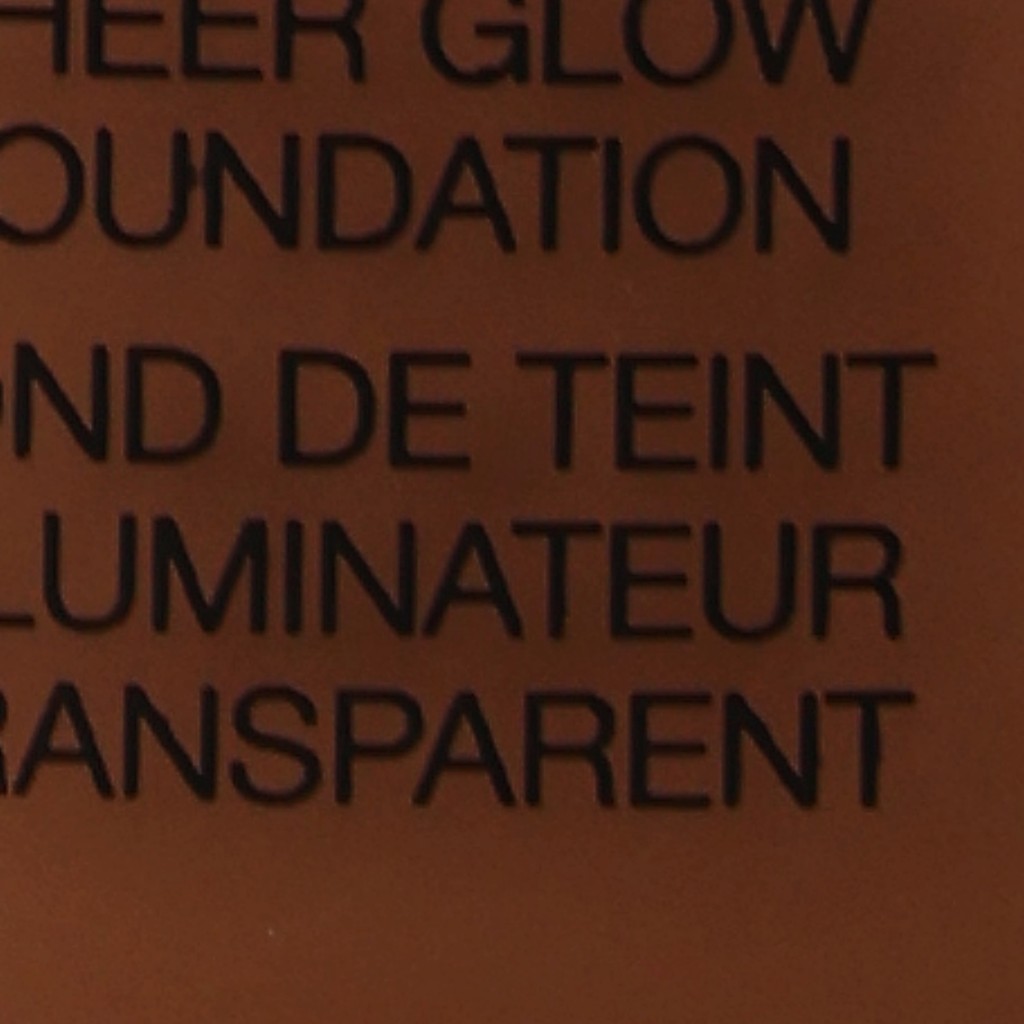 HEER GLOW
OUNDATION
OND DE TEINT
LUMINATEUR
RANSPARENT